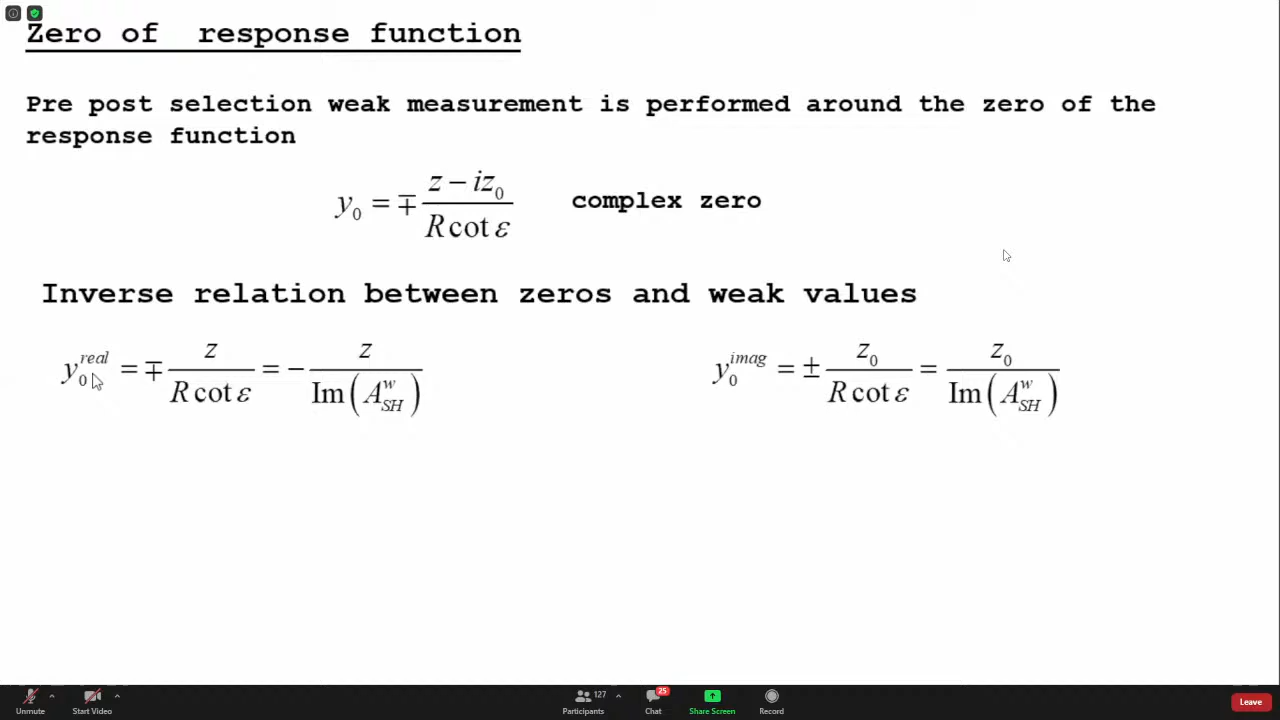 Zero of response function
Pre post selection weak measurement is performed around the zero of the
response function
y₀ = ∓ (z − iz₀) / (R cot ε) complex zero
Inverse relation between zeros and weak values
y₀^real = ∓ z / (R cot ε) = − z / Im(A_SH^w) y₀^imag = ± z₀ / (R cot ε) = z₀ / Im(A_SH^w)
127 25
Unmute Start Video Participants Chat Share Screen Record Leave